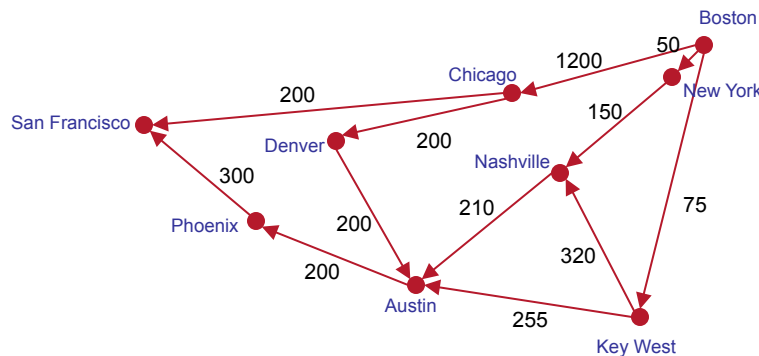 Boston
50
1200
Chicago
New York
200
150
San Francisco
Denver
200
Nashville
300
75
Phoenix
200
210
200
320
Austin
255
Key West